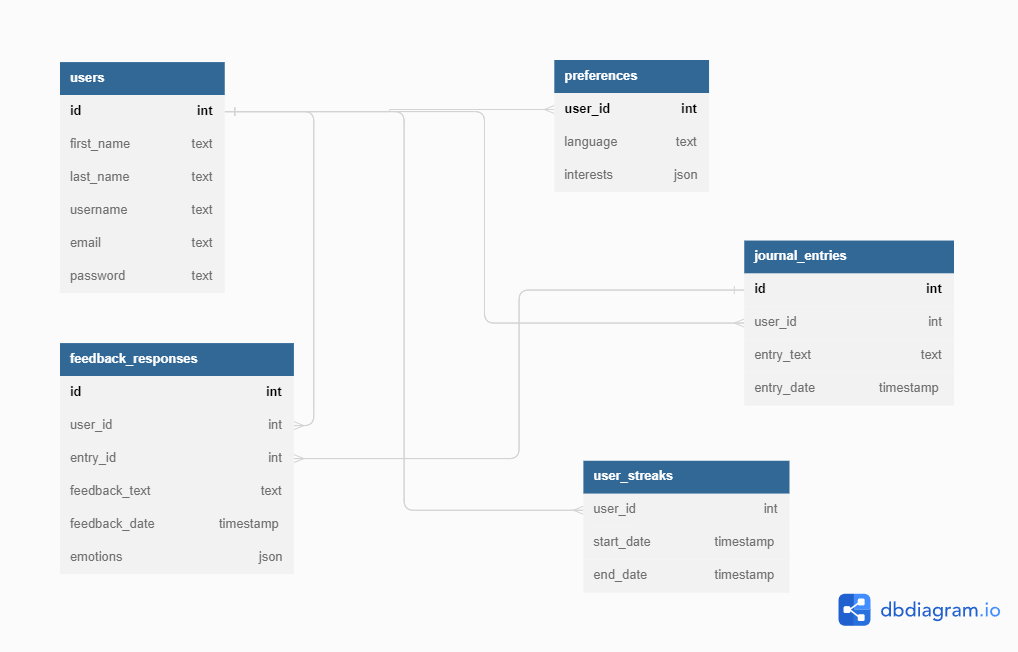 users
id int
first_name text
last_name text
username text
email text
password text
preferences
user_id int
language text
interests json
journal_entries
id int
user_id int
entry_text text
entry_date timestamp
feedback_responses
id int
user_id int
entry_id int
feedback_text text
feedback_date timestamp
emotions json
user_streaks
user_id int
start_date timestamp
end_date timestamp
dbdiagram.io